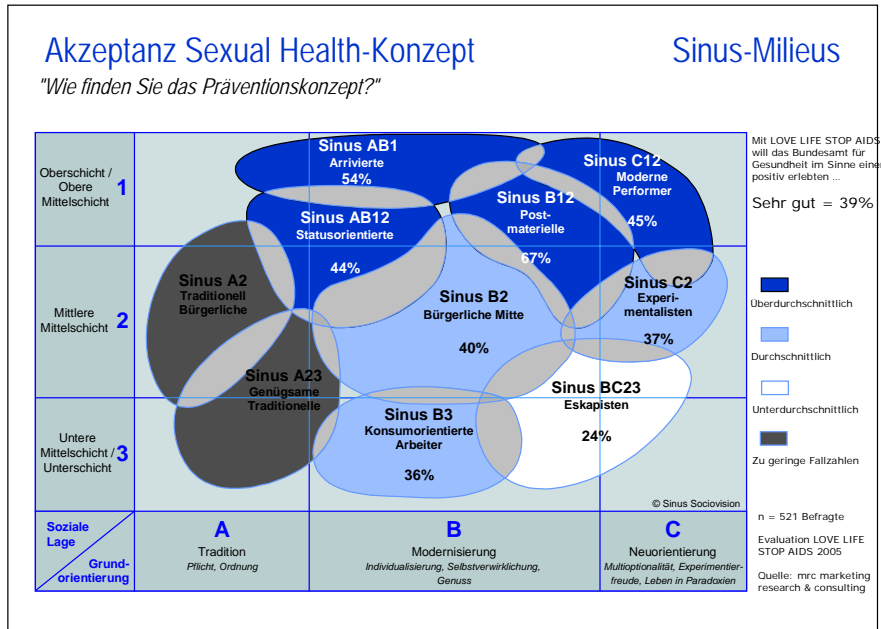 Akzeptanz Sexual Health-Konzept
Sinus-Milieus
"Wie finden Sie das Präventionskonzept?"
Oberschicht /
Obere
Mittelschicht
1
Mittlere
Mittelschicht
2
Untere
Mittelschicht /
Unterschicht
3
Soziale
Lage
Grund-
orientierung
Sinus AB1
Arrivierte
54%
Sinus C12
Moderne
Performer
45%
Sinus AB12
Statusorientierte
44%
Sinus B12
Post-
materielle
67%
Sinus A2
Traditionell
Bürgerliche
Sinus B2
Bürgerliche Mitte
40%
Sinus C2
Experi-
mentalisten
37%
Sinus A23
Genügsame
Traditionelle
Sinus B3
Konsumorientierte
Arbeiter
36%
Sinus BC23
Eskapisten
24%
© Sinus Sociovision
A
Tradition
Pflicht, Ordnung
B
Modernisierung
Individualisierung, Selbstverwirklichung,
Genuss
C
Neuorientierung
Multioptionalität, Experimentier-
freude, Leben in Paradoxien
Mit LOVE LIFE STOP AIDS
will das Bundesamt für
Gesundheit im Sinne einer
positiv erlebten ...
Sehr gut = 39%
Überdurchschnittlich
Durchschnittlich
Unterdurchschnittlich
Zu geringe Fallzahlen
n = 521 Befragte
Evaluation LOVE LIFE
STOP AIDS 2005
Quelle: mrc marketing
research & consulting